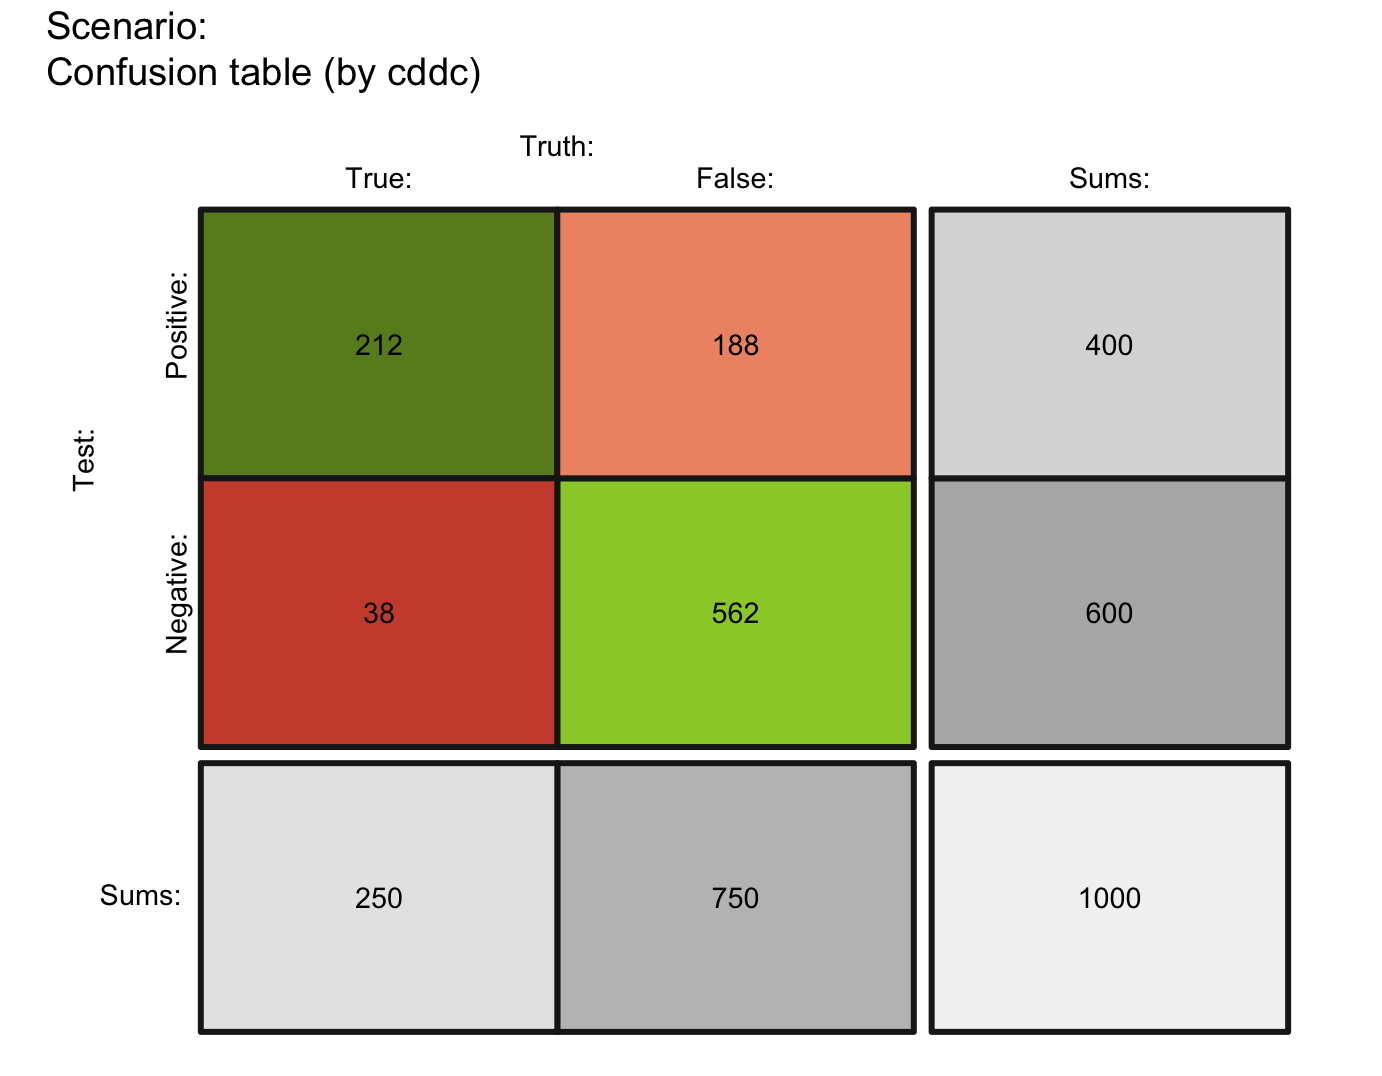 Scenario:
Confusion table (by cddc)
Truth:
True: False: Sums:
Test:
Positive:
212 188 400
Negative:
38 562 600
Sums: 250 750 1000